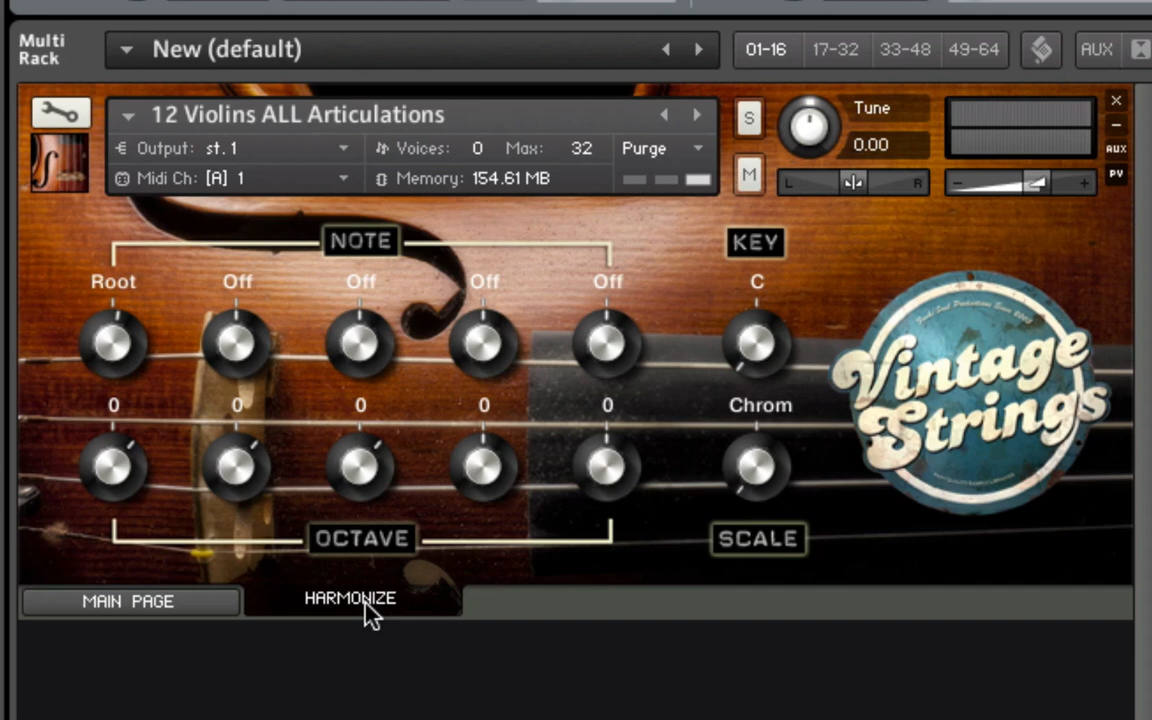 Multi
Rack
New (default)
01-16 17-32 33-48 49-64 AUX
12 Violins ALL Articulations
Output: st.1 Voices: 0 Max: 32 Purge
Midi Ch: [A] 1 Memory: 154.61 MB
S
M
Tune
0.00
L R
- +
×
-
AUX
PV
NOTE KEY
Root Off Off Off Off C
0 0 0 0 0 Chrom
OCTAVE SCALE
Vintage
Strings
MAIN PAGE HARMONIZE